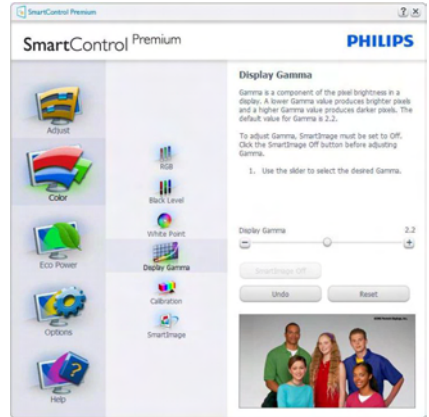 SmartControl Premium
? ×
SmartControl Premium
PHILIPS
Adjust
Color
Eco Power
Options
Help
RGB
Black Level
White Point
Display Gamma
Calibration
SmartImage
Display Gamma
Gamma is a component of the pixel brightness in a
display. A lower Gamma value produces brighter pixels
and a higher Gamma value produces darker pixels. The
default value for Gamma is 2.2.
To adjust Gamma, SmartImage must be set to Off.
Click the SmartImage Off button before adjusting
Gamma.
1. Use the slider to select the desired Gamma.
Display Gamma 2.2
SmartImage Off
Undo Reset